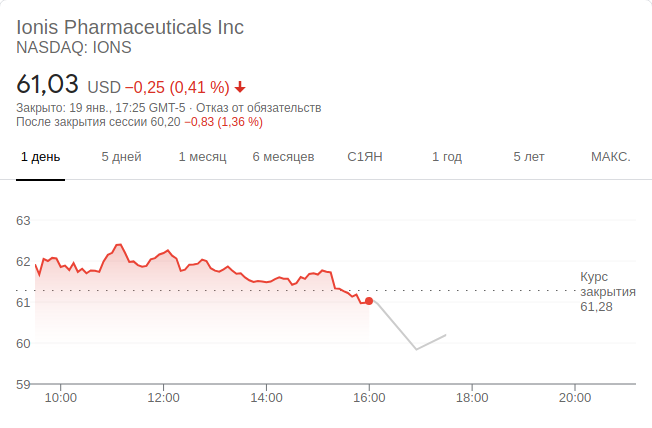 Ionis Pharmaceuticals Inc
NASDAQ: IONS
61,03 USD −0,25 (0,41 %)
Закрыто: 19 янв., 17:25 GMT-5 · Отказ от обязательств
После закрытия сессии 60,20 −0,83 (1,36 %)
1 день 5 дней 1 месяц 6 месяцев С1ЯН 1 год 5 лет МАКС.
63
62
Курс
закрытия
61
61,28
60
59
10:00 12:00 14:00 16:00 18:00 20:00